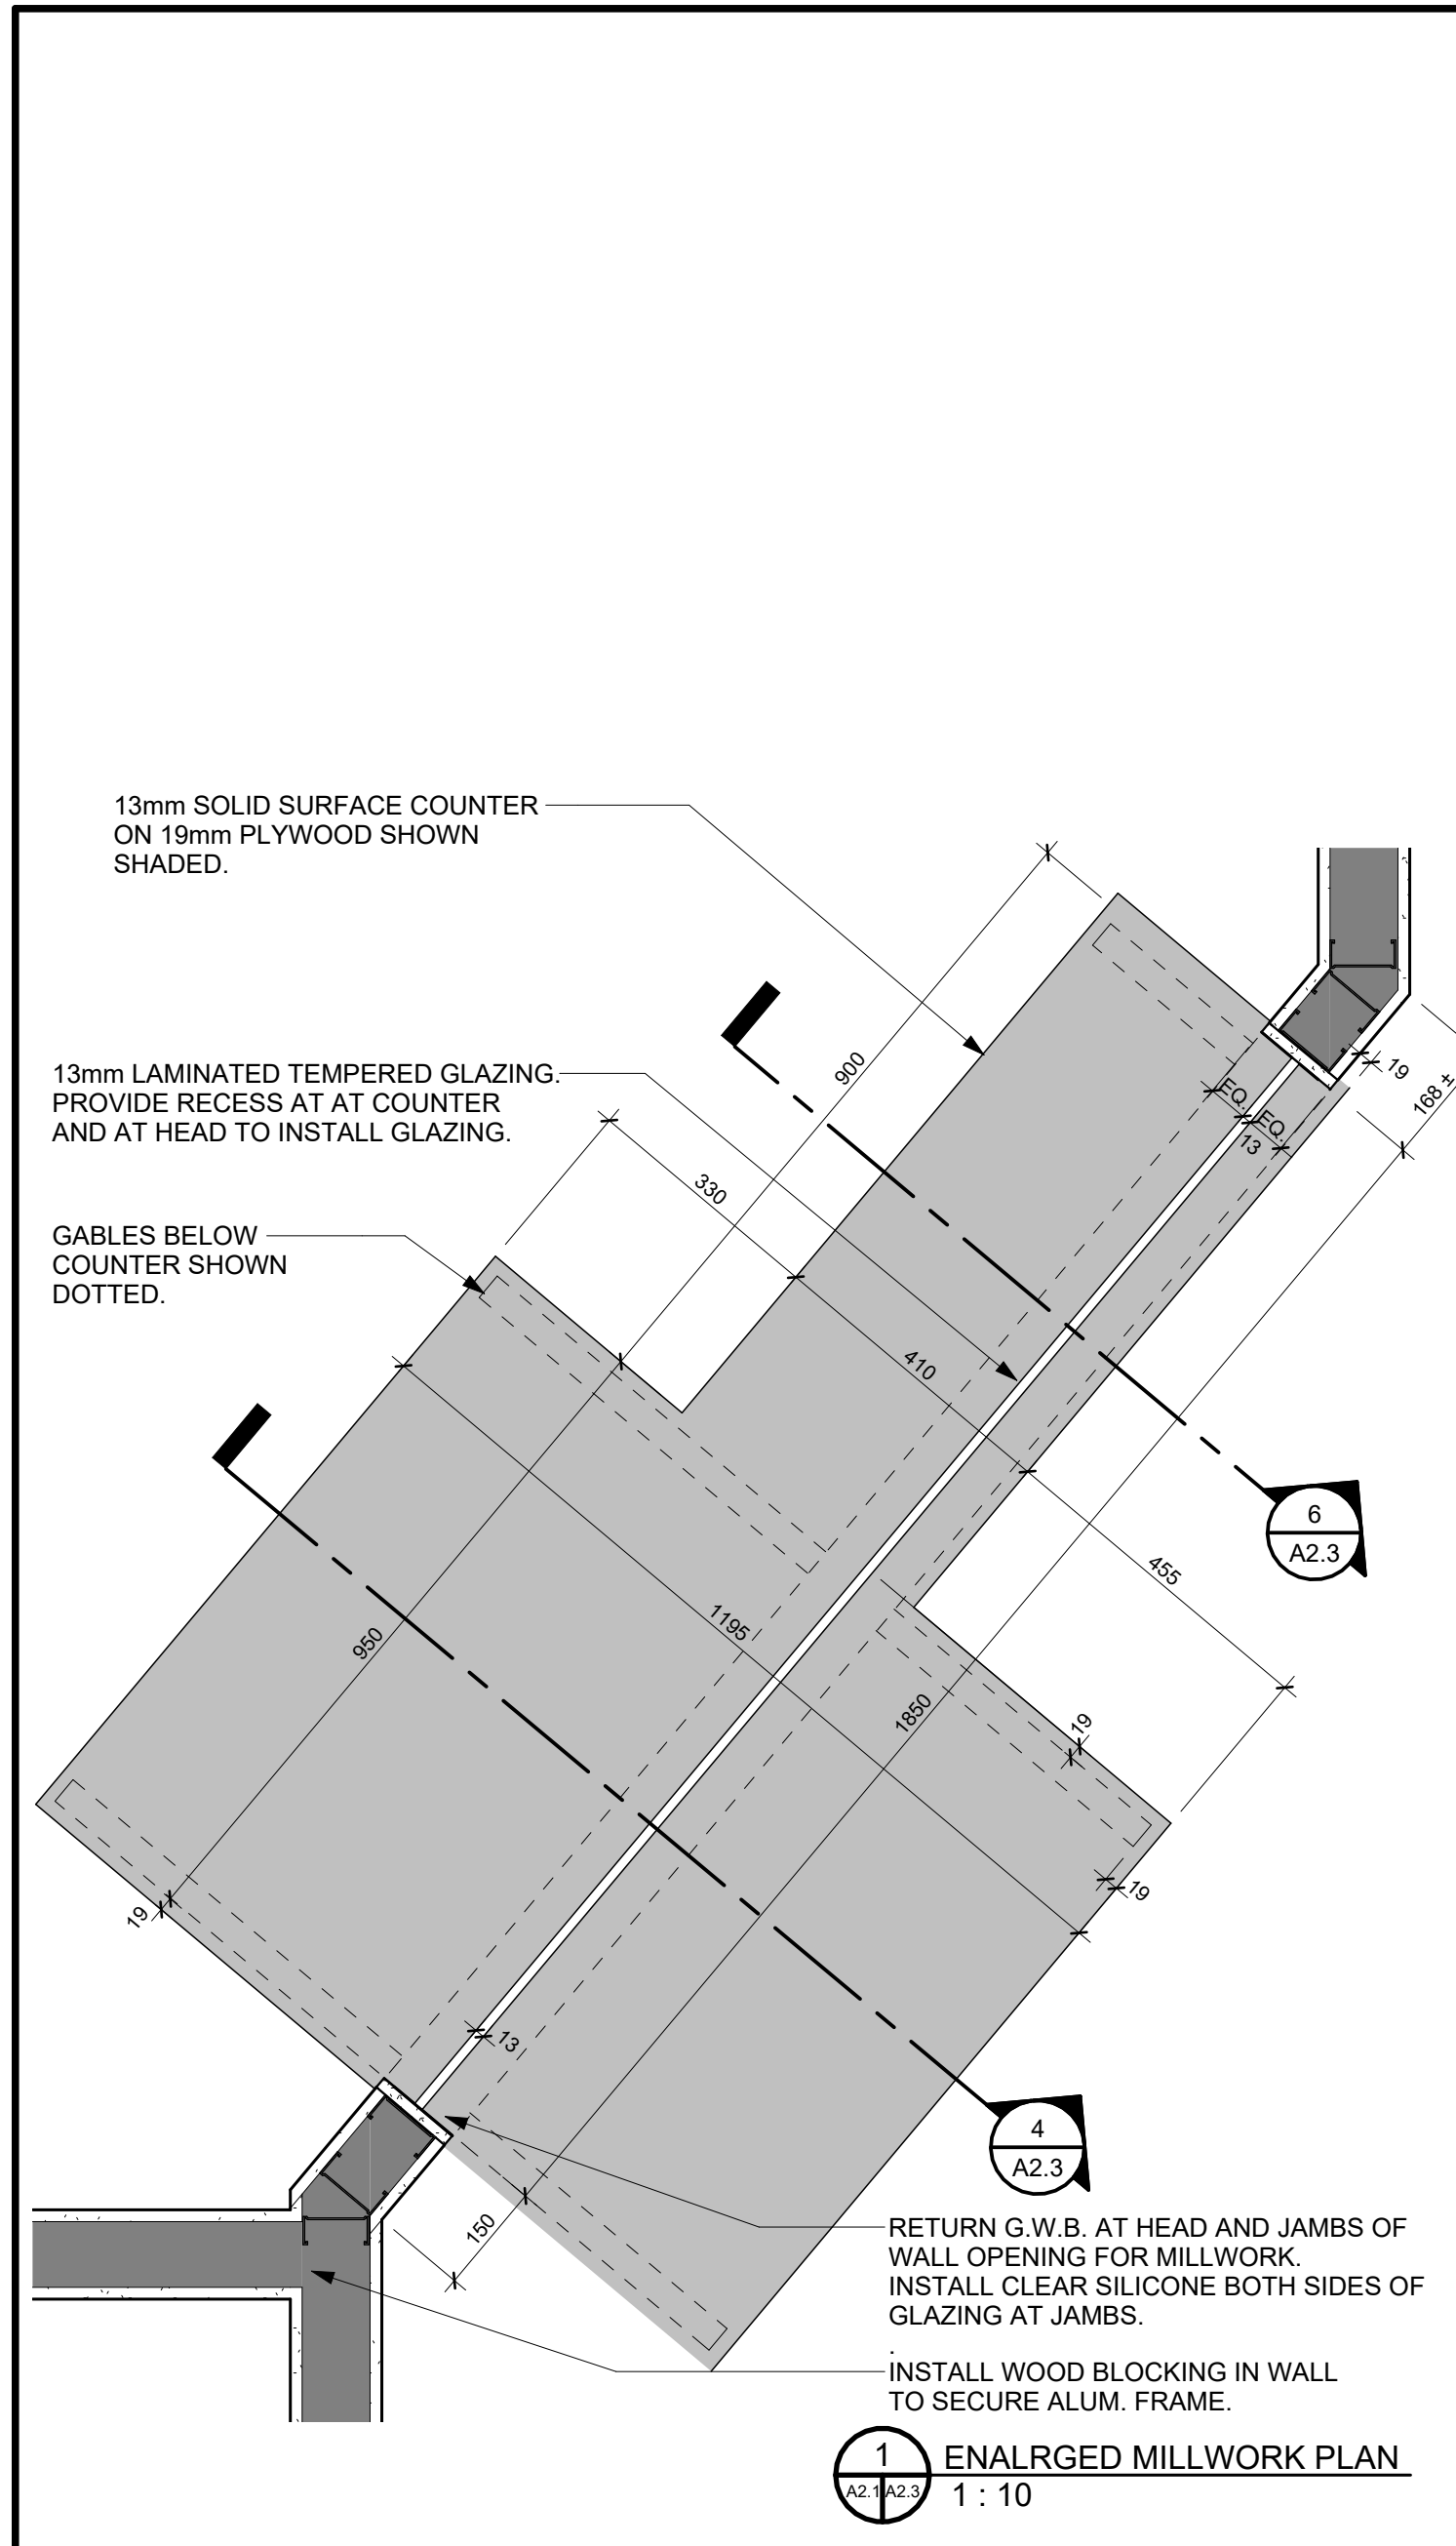 13mm SOLID SURFACE COUNTER
ON 19mm PLYWOOD SHOWN
SHADED.
13mm LAMINATED TEMPERED GLAZING.
PROVIDE RECESS AT AT COUNTER
AND AT HEAD TO INSTALL GLAZING.
GABLES BELOW
COUNTER SHOWN
DOTTED.
900
19
168 ±
EQ.
EQ.
13
330
410
455
6
A2.3
1195
950
1850
19
19
19
13
4
A2.3
150
RETURN G.W.B. AT HEAD AND JAMBS OF
WALL OPENING FOR MILLWORK.
INSTALL CLEAR SILICONE BOTH SIDES OF
GLAZING AT JAMBS.
.
INSTALL WOOD BLOCKING IN WALL
TO SECURE ALUM. FRAME.
1
A2.1 A2.3
ENALRGED MILLWORK PLAN
1 : 10